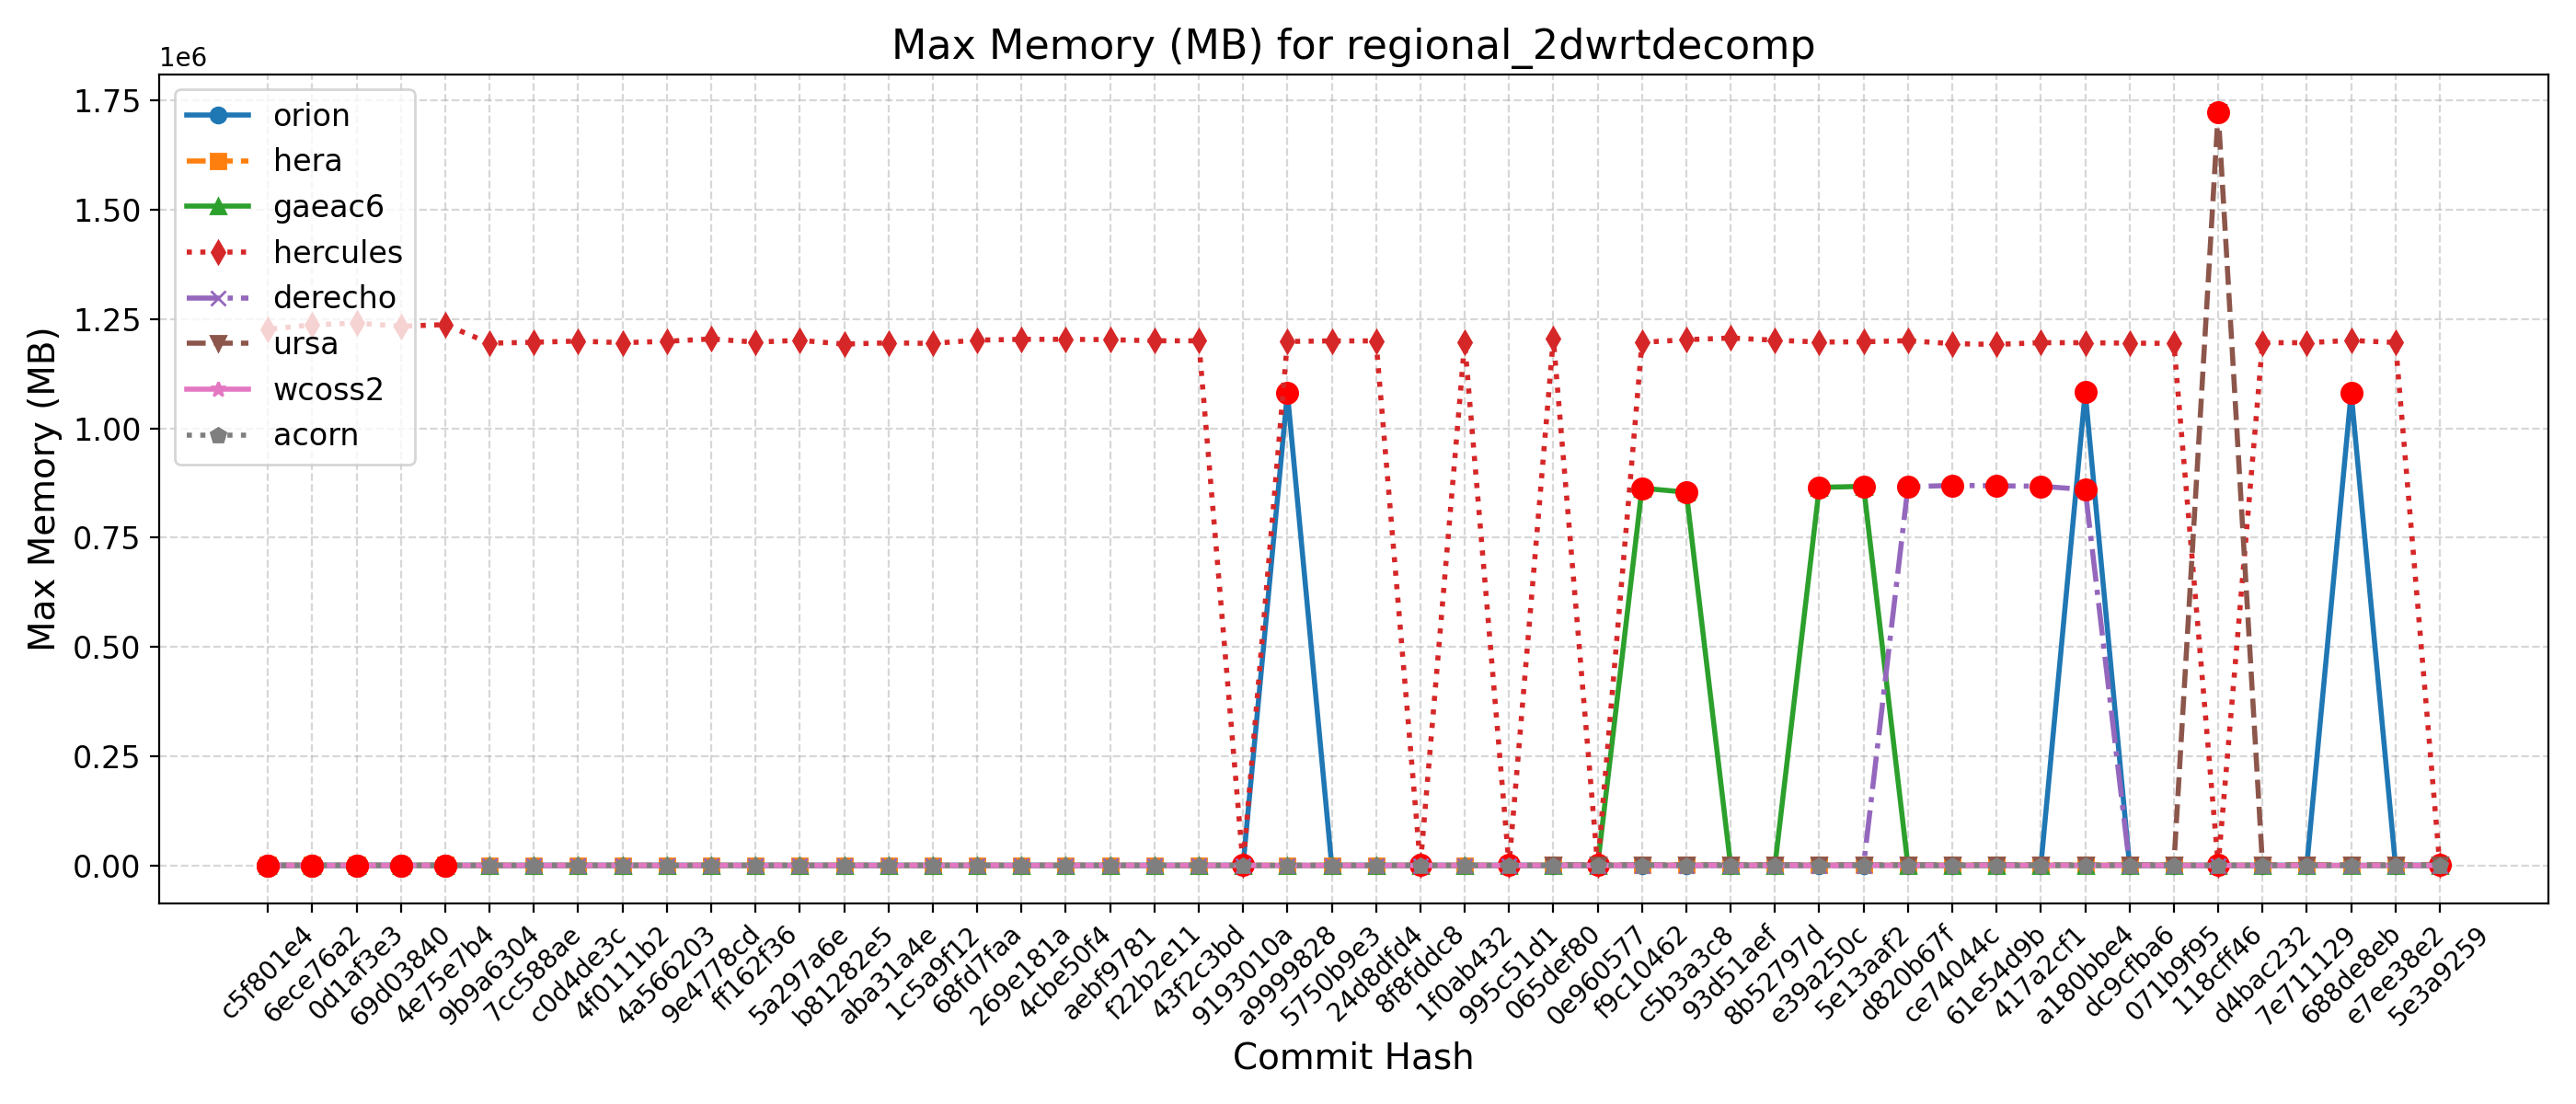 Max Memory (MB) for regional_2dwrtdecomp
1e6
1.75
1.50
1.25
1.00
0.75
0.50
0.25
0.00
Max Memory (MB)
orion
hera
gaeac6
hercules
derecho
ursa
wcoss2
acorn
c5f801e4
6ece76a2
0d1af3e3
69d03840
4e75e7b4
9b9a6304
7cc588ae
c0d4de3c
4f0111b2
4a566203
9e4778cd
ff162f36
5a297a6e
b81282e5
aba31a4e
1c5a9f12
68fd7faa
269e181a
4cbe50f4
aebf9781
f22b2e11
43f2c3bd
9193010a
a9999828
5750b9e3
24d8dfd4
8f8fddc8
1f0ab432
995c51d1
065def80
0e960577
f9c10462
c5b3a3c8
93d51aef
8b52797d
e39a250c
5e13aaf2
d820b67f
ce74044c
61e54d9b
417a2cf1
a180bbe4
dc9cfba6
071b9f95
118cff46
d4bac232
7e711129
688de8eb
e7ee38e2
5e3a9259
Commit Hash